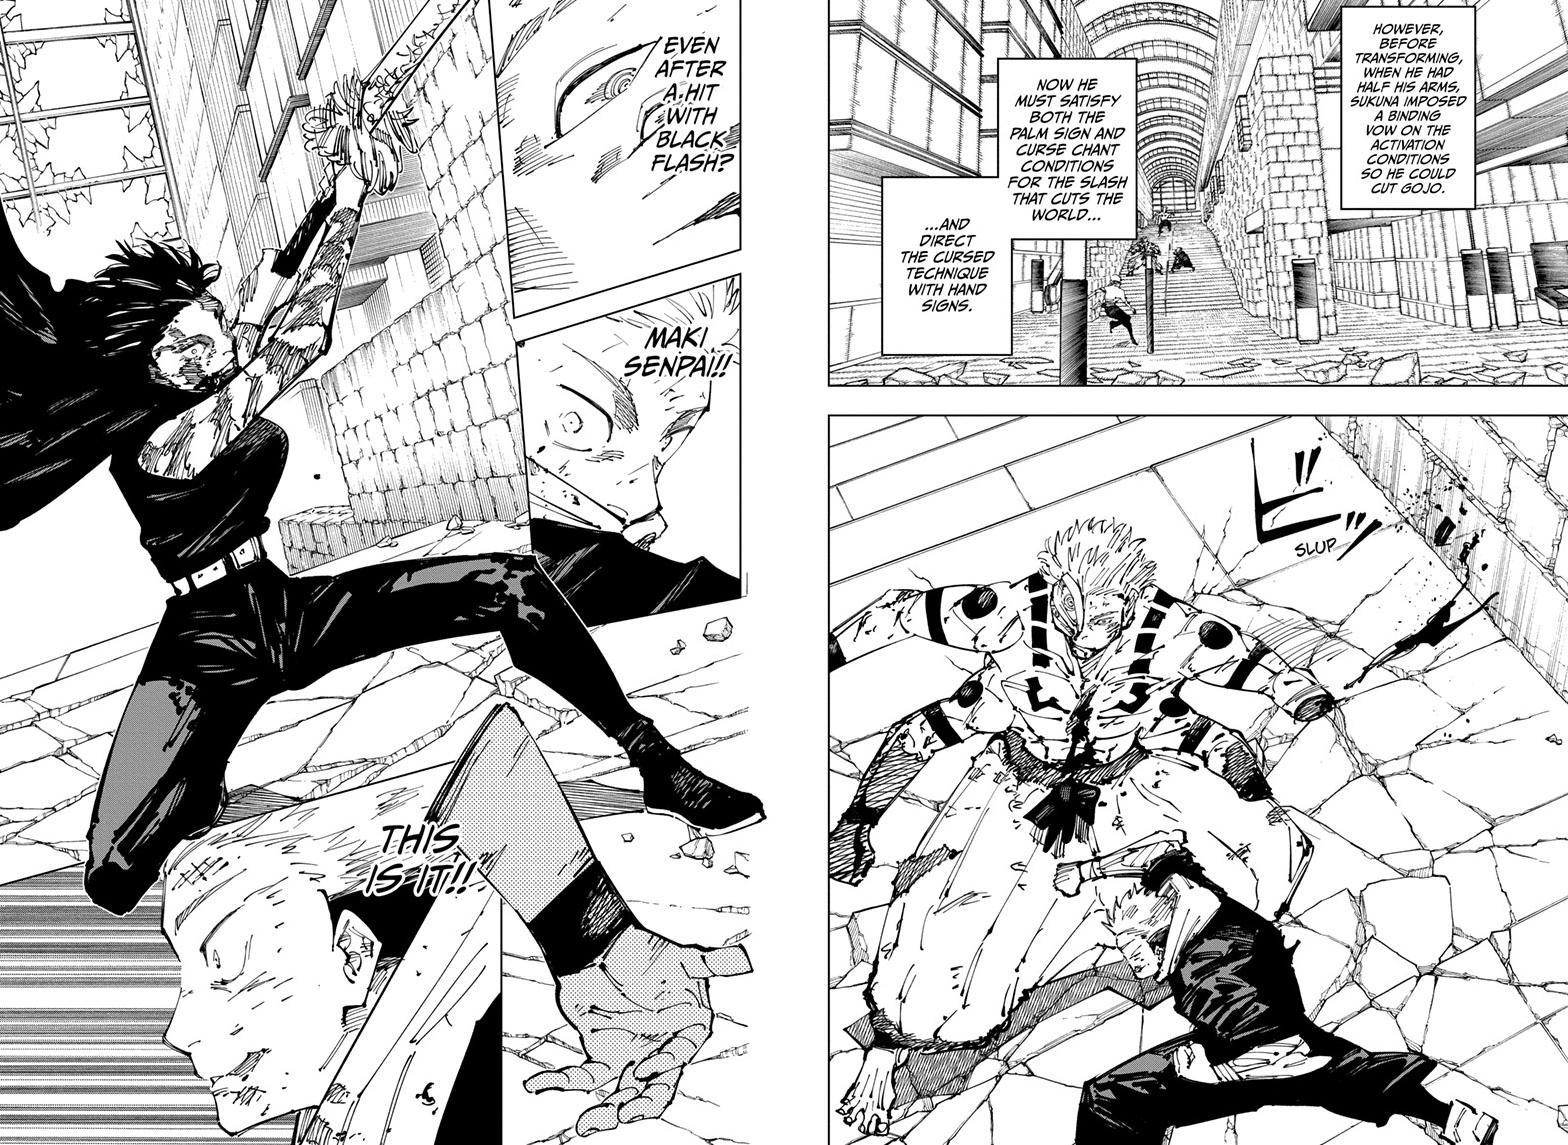 HOWEVER,
BEFORE
TRANSFORMING,
WHEN HE HAD
HALF HIS ARMS,
SUKUNA IMPOSED
A BINDING
VOW ON THE
ACTIVATION
CONDITIONS
SO HE COULD
CUT GOJO.
NOW HE
MUST SATISFY
BOTH THE
PALM SIGN AND
CURSE CHANT
CONDITIONS
FOR THE SLASH
THAT CUTS THE
WORLD...
...AND
DIRECT
THE CURSED
TECHNIQUE
WITH HAND
SIGNS.
ビッ
SLUP
EVEN
AFTER
A HIT
WITH
BLACK
FLASH?
MAKI
SENPAI!!
THIS
IS IT!!